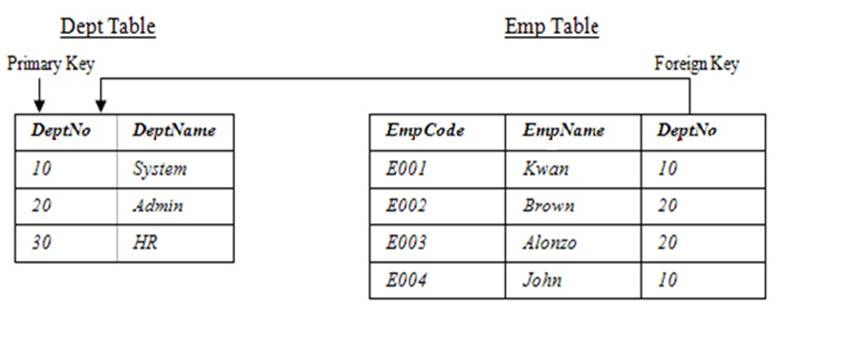 Dept Table
Primary Key
DeptNo DeptName
10 System
20 Admin
30 HR
Emp Table
Foreign Key
EmpCode EmpName DeptNo
E001 Kwan 10
E002 Brown 20
E003 Alonzo 20
E004 John 10